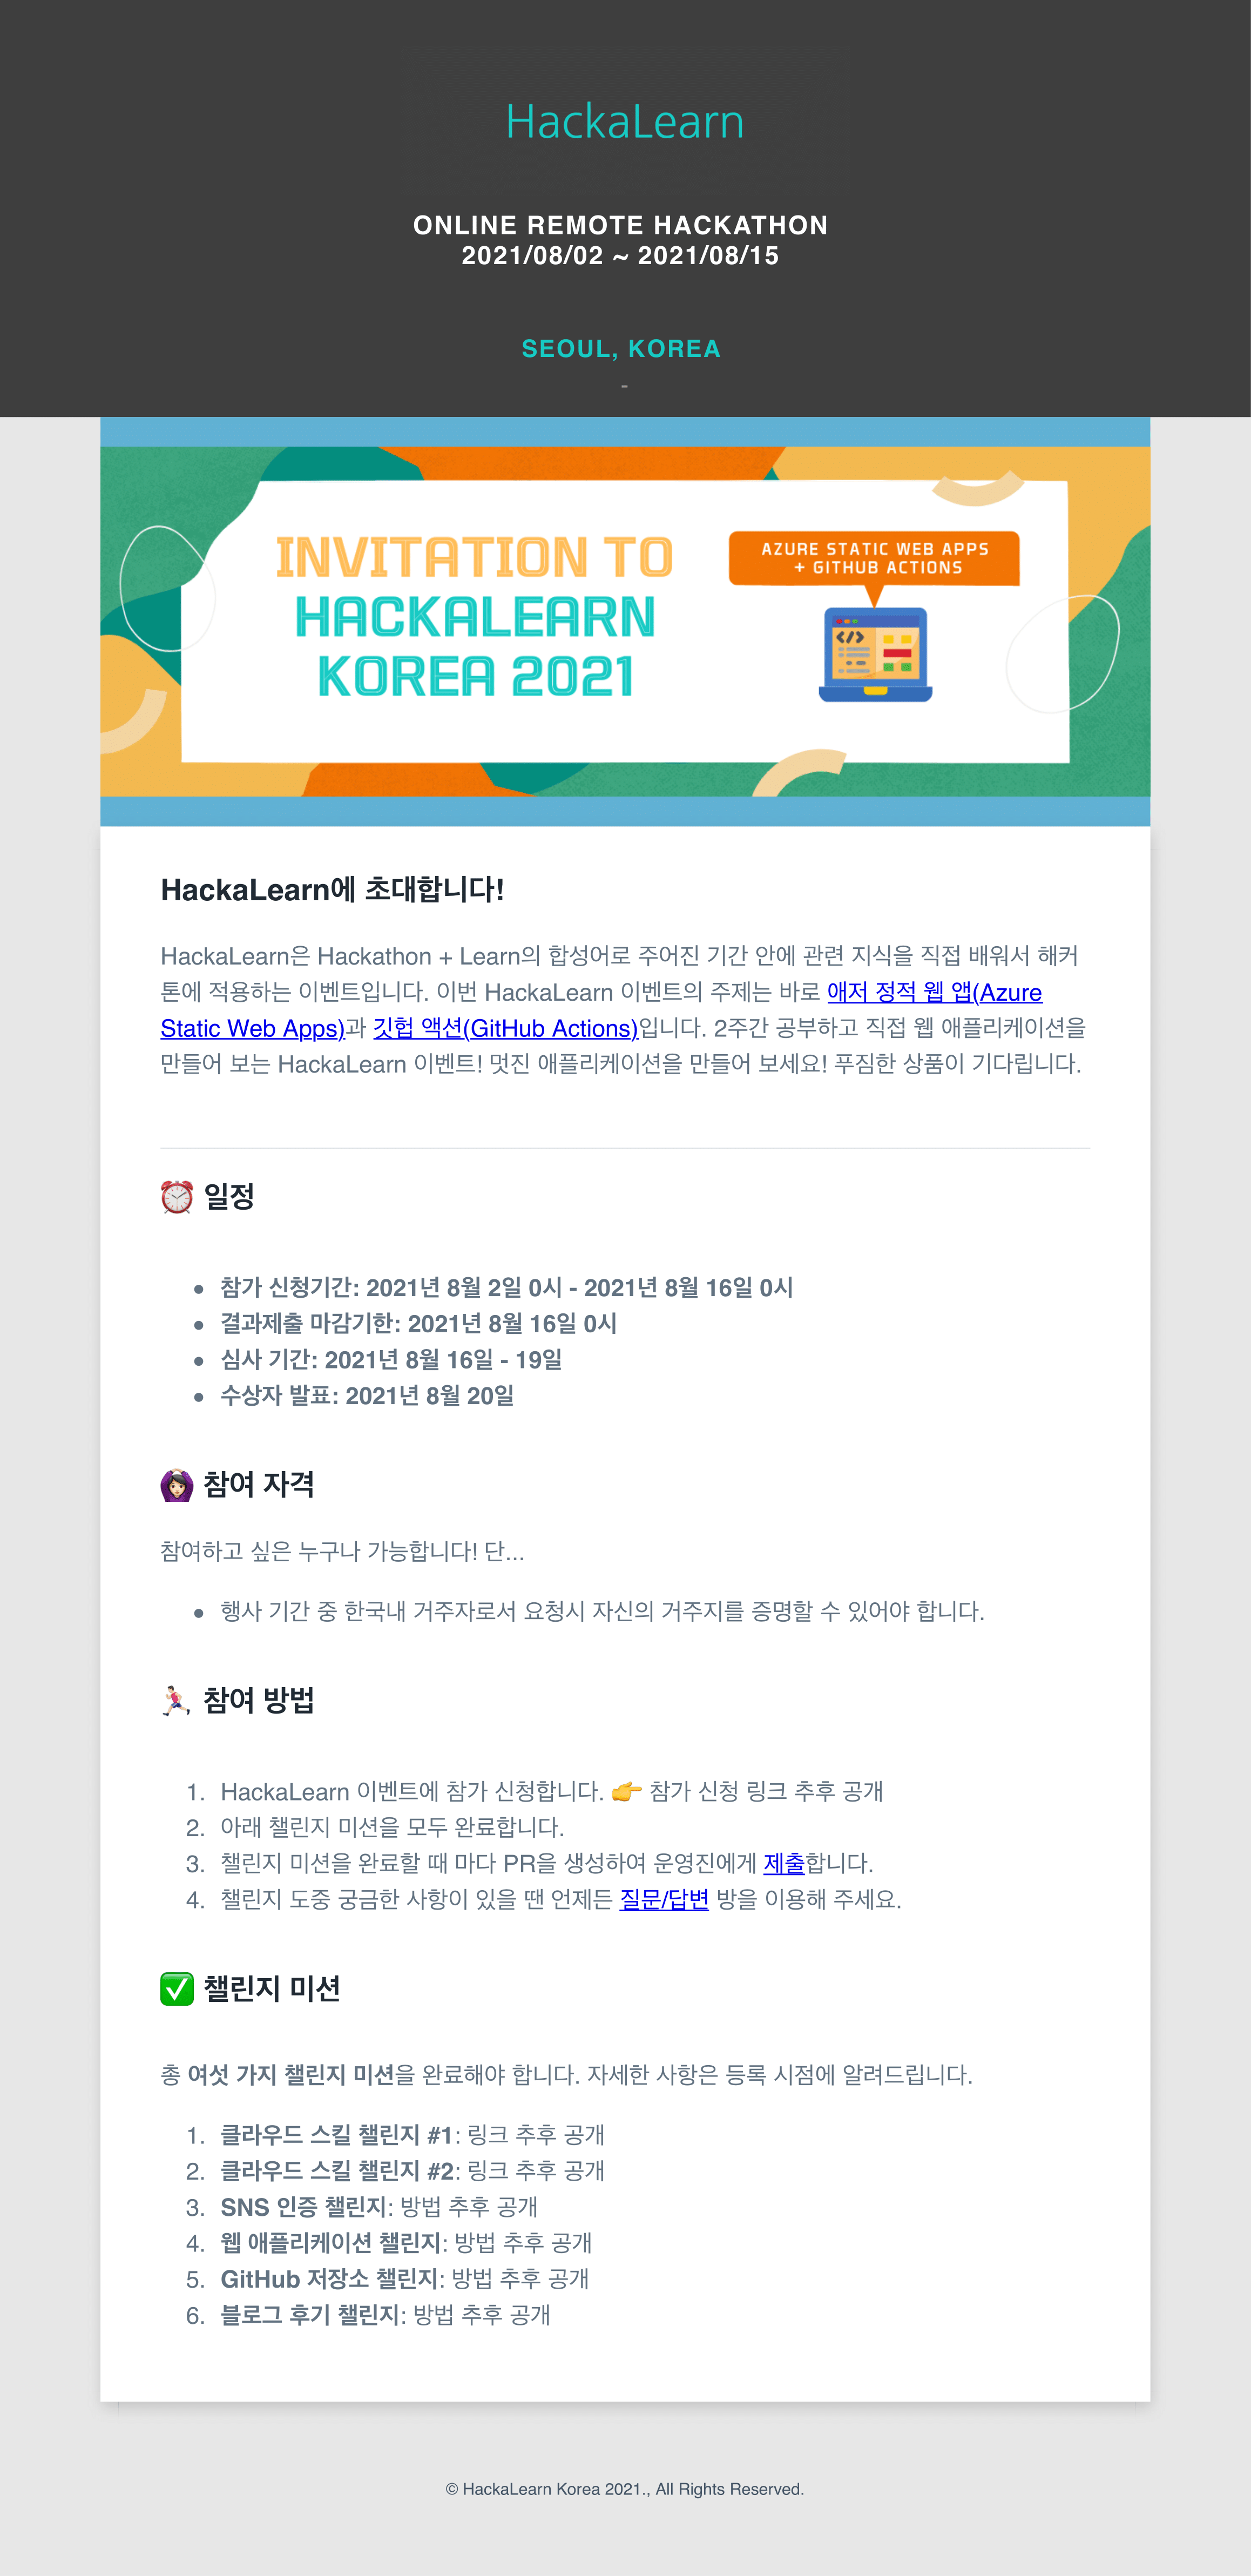 HackaLearn
ONLINE REMOTE HACKATHON
2021/08/02 ~ 2021/08/15
SEOUL, KOREA
-
INVITATION TO
HACKALEARN
KOREA 2021
AZURE STATIC WEB APPS
+ GITHUB ACTIONS
HackaLearn에 초대합니다!
HackaLearn은 Hackathon + Learn의 합성어로 주어진 기간 안에 관련 지식을 직접 배워서 해커
톤에 적용하는 이벤트입니다. 이번 HackaLearn 이벤트의 주제는 바로 애저 정적 웹 앱(Azure
Static Web Apps)과 깃헙 액션(GitHub Actions)입니다. 2주간 공부하고 직접 웹 애플리케이션을
만들어 보는 HackaLearn 이벤트! 멋진 애플리케이션을 만들어 보세요! 푸짐한 상품이 기다립니다.
⏰ 일정
• 참가 신청기간: 2021년 8월 2일 0시 - 2021년 8월 16일 0시
• 결과제출 마감기한: 2021년 8월 16일 0시
• 심사 기간: 2021년 8월 16일 - 19일
• 수상자 발표: 2021년 8월 20일
🙆🏻‍♀️ 참여 자격
참여하고 싶은 누구나 가능합니다! 단...
• 행사 기간 중 한국내 거주자로서 요청시 자신의 거주지를 증명할 수 있어야 합니다.
🏃🏻 참여 방법
1. HackaLearn 이벤트에 참가 신청합니다. 👉 참가 신청 링크 추후 공개
2. 아래 챌린지 미션을 모두 완료합니다.
3. 챌린지 미션을 완료할 때 마다 PR을 생성하여 운영진에게 제출합니다.
4. 챌린지 도중 궁금한 사항이 있을 땐 언제든 질문/답변 방을 이용해 주세요.
✅ 챌린지 미션
총 여섯 가지 챌린지 미션을 완료해야 합니다. 자세한 사항은 등록 시점에 알려드립니다.
1. 클라우드 스킬 챌린지 #1: 링크 추후 공개
2. 클라우드 스킬 챌린지 #2: 링크 추후 공개
3. SNS 인증 챌린지: 방법 추후 공개
4. 웹 애플리케이션 챌린지: 방법 추후 공개
5. GitHub 저장소 챌린지: 방법 추후 공개
6. 블로그 후기 챌린지: 방법 추후 공개
© HackaLearn Korea 2021., All Rights Reserved.